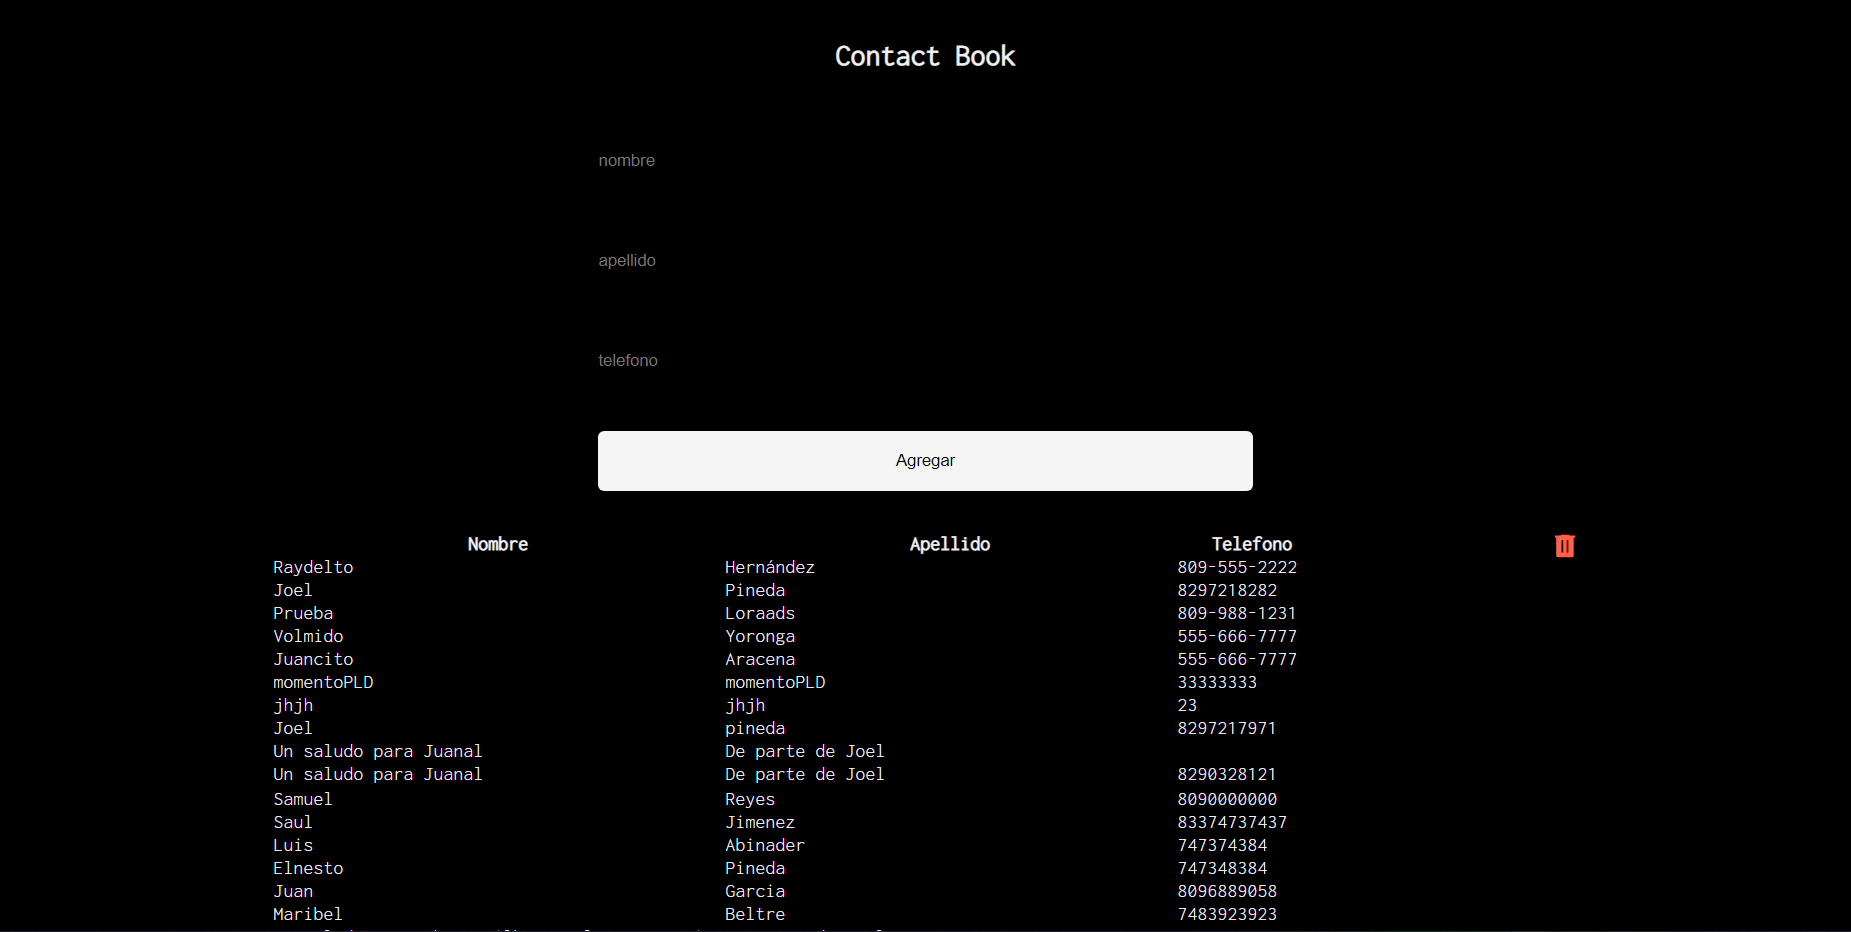 Contact Book
nombre
apellido
telefono
Agregar
Nombre Apellido Telefono
Raydelto Hernández 809-555-2222
Joel Pineda 8297218282
Prueba Loraads 809-988-1231
Volmido Yoronga 555-666-7777
Juancito Aracena 555-666-7777
momentoPLD momentoPLD 33333333
jhjh jhjh 23
Joel pineda 8297217971
Un saludo para Juanal De parte de Joel
Un saludo para Juanal De parte de Joel 8290328121
Samuel Reyes 8090000000
Saul Jimenez 83374737437
Luis Abinader 747374384
Elnesto Pineda 747348384
Juan Garcia 8096889058
Maribel Beltre 7483923923